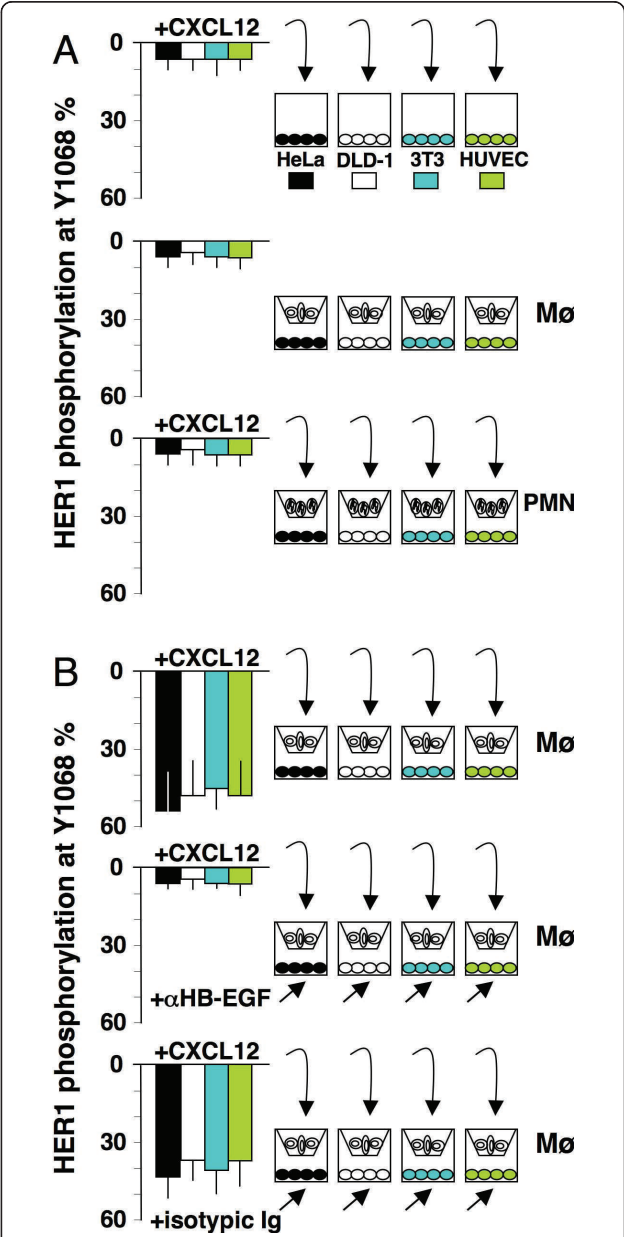 A
HER1 phosphorylation at Y1068 %
+CXCL12
0
30
60
HeLa DLD-1 3T3 HUVEC
0
30
60
Mø
+CXCL12
0
30
60
PMN
B
HER1 phosphorylation at Y1068 %
+CXCL12
0
30
60
Mø
+CXCL12
0
30
60
+αHB-EGF
Mø
+CXCL12
0
30
60
+isotypic Ig
Mø